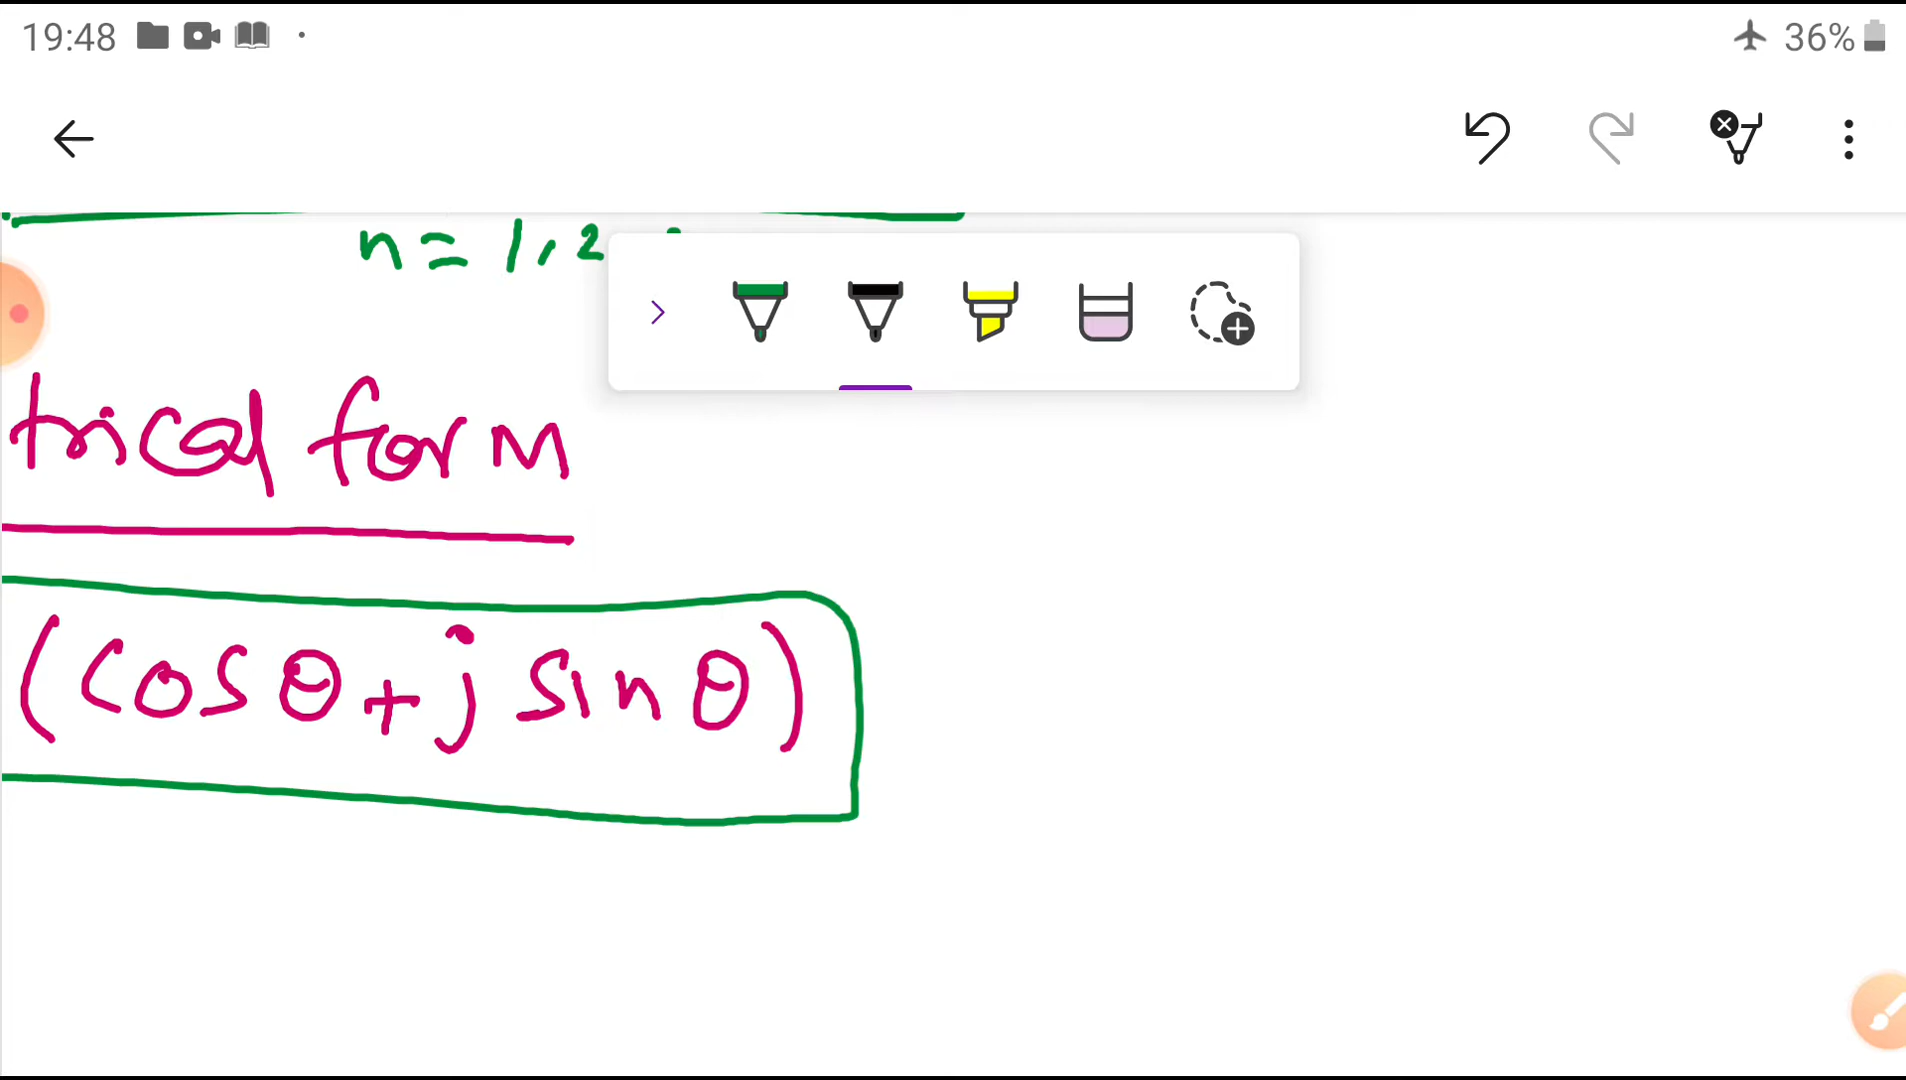 19:48 36%
n = 1, 2
trical form
(cos θ + j sin θ)